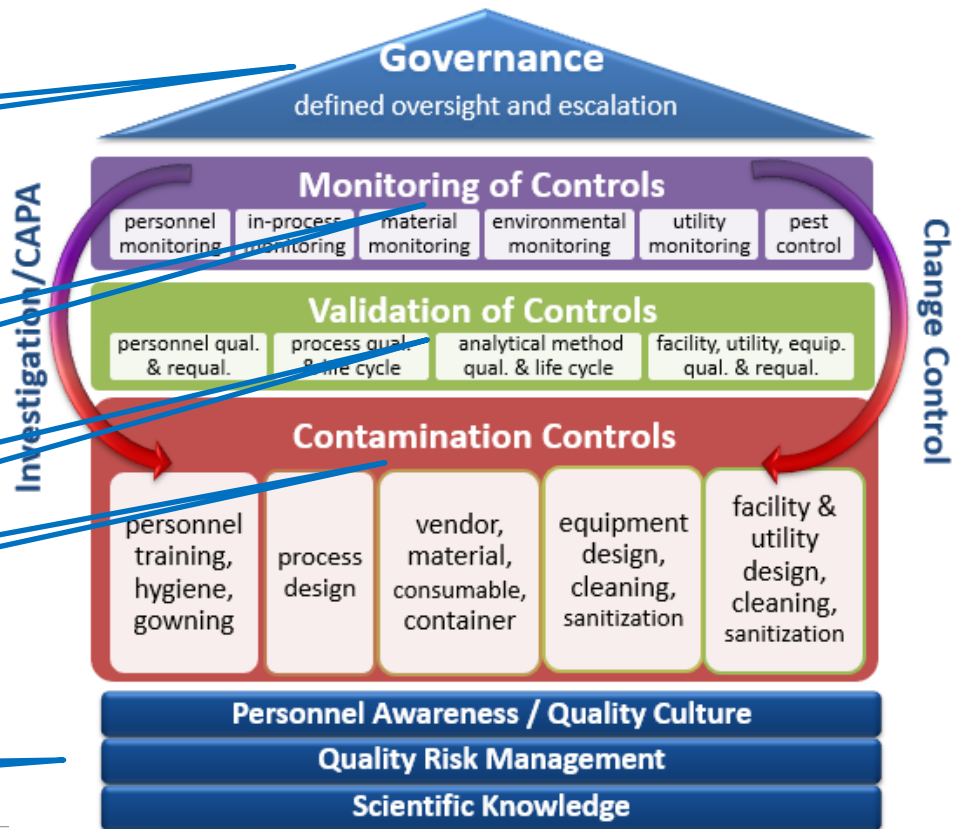 Governance
defined oversight and escalation
Monitoring of Controls
personnel
monitoring
in-process
monitoring
material
monitoring
environmental
monitoring
utility
monitoring
pest
control
Validation of Controls
personnel qual.
& requal.
process qual.
& life cycle
analytical method
qual. & life cycle
facility, utility, equip.
qual. & requal.
Contamination Controls
personnel
training,
hygiene,
gowning
process
design
vendor,
material,
consumable,
container
equipment
design,
cleaning,
sanitization
facility &
utility
design,
cleaning,
sanitization
Investigation/CAPA
Change Control
Personnel Awareness / Quality Culture
Quality Risk Management
Scientific Knowledge